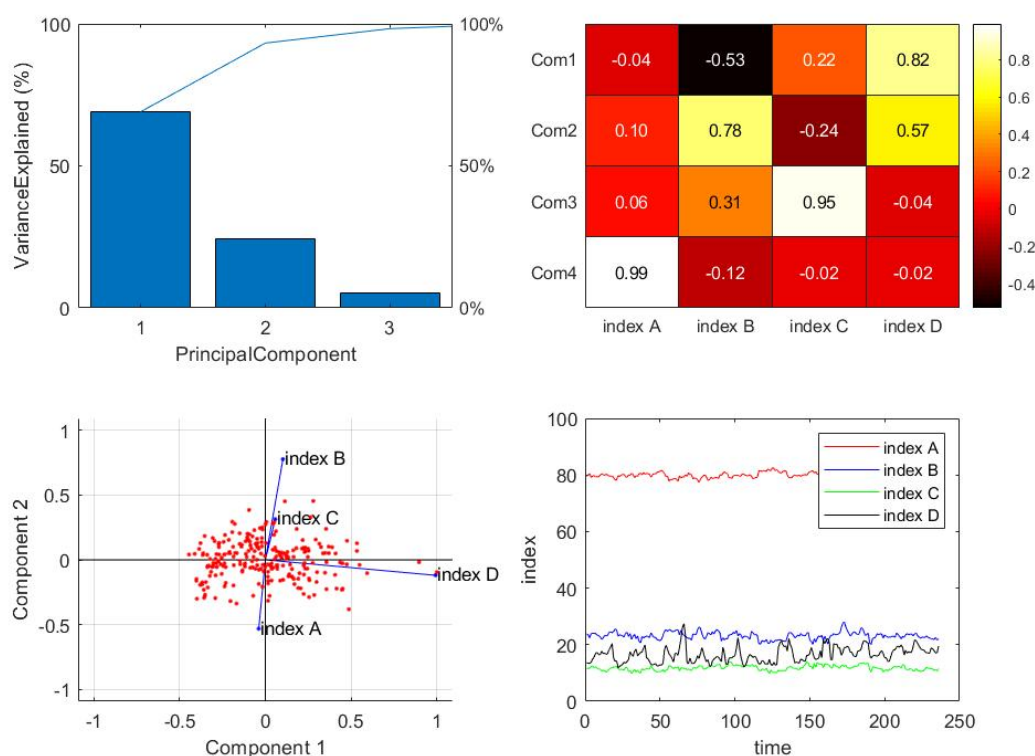 100
50
0
VarianceExplained (%)
100%
50%
0%
1 2 3
PrincipalComponent
Com1 -0.04 -0.53 0.22 0.82
Com2 0.10 0.78 -0.24 0.57
Com3 0.06 0.31 0.95 -0.04
Com4 0.99 -0.12 -0.02 -0.02
index A index B index C index D
0.8
0.6
0.4
0.2
0
-0.2
-0.4
1
0.5
0
-0.5
-1
Component 2
index B
index C
index D
index A
-1 -0.5 0 0.5 1
Component 1
100
80
60
40
20
0
index
index A
index B
index C
index D
0 50 100 150 200 250
time